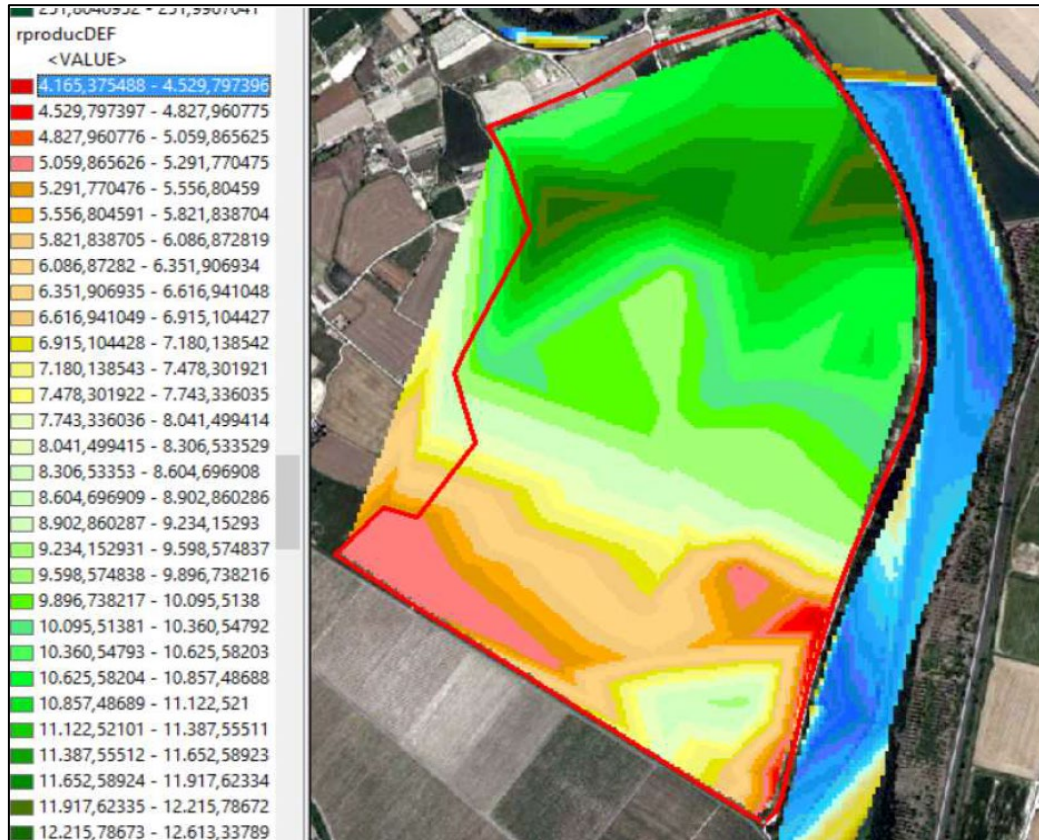 251,8640952 - 251,9967041
rproducDEF
<VALUE>
4.165,375488 - 4.529,797396
4.529,797397 - 4.827,960775
4.827,960776 - 5.059,865625
5.059,865626 - 5.291,770475
5.291,770476 - 5.556,80459
5.556,804591 - 5.821,838704
5.821,838705 - 6.086,872819
6.086,87282 - 6.351,906934
6.351,906935 - 6.616,941048
6.616,941049 - 6.915,104427
6.915,104428 - 7.180,138542
7.180,138543 - 7.478,301921
7.478,301922 - 7.743,336035
7.743,336036 - 8.041,499414
8.041,499415 - 8.306,533529
8.306,53353 - 8.604,696908
8.604,696909 - 8.902,860286
8.902,860287 - 9.234,15293
9.234,152931 - 9.598,574837
9.598,574838 - 9.896,738216
9.896,738217 - 10.095,5138
10.095,51381 - 10.360,54792
10.360,54793 - 10.625,58203
10.625,58204 - 10.857,48688
10.857,48689 - 11.122,521
11.122,52101 - 11.387,55511
11.387,55512 - 11.652,58923
11.652,58924 - 11.917,62334
11.917,62335 - 12.215,78672
12.215,78673 - 12.613,33789